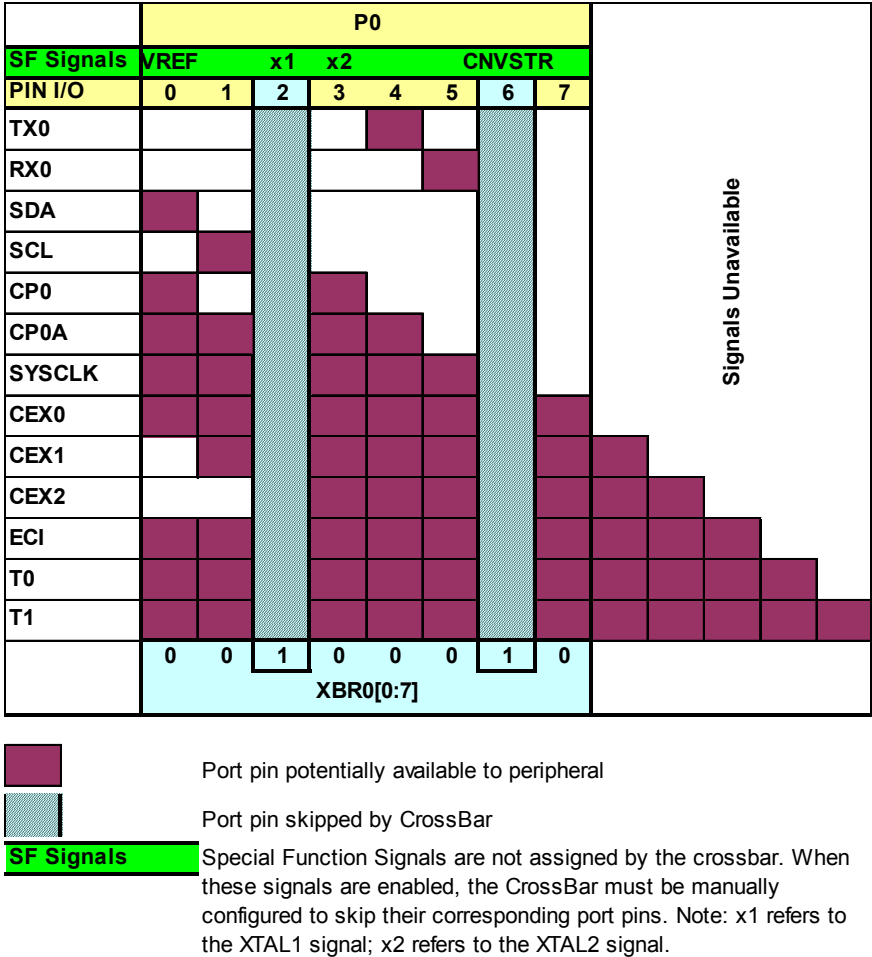 P0
SF Signals VREF x1 x2 CNVSTR
PIN I/O 0 1 2 3 4 5 6 7
TX0
RX0
SDA
SCL
CP0
CP0A
SYSCLK
CEX0
CEX1
CEX2
ECI
T0
T1
Signals Unavailable
0 0 1 0 0 0 1 0
XBR0[0:7]
Port pin potentially available to peripheral
Port pin skipped by CrossBar
SF Signals Special Function Signals are not assigned by the crossbar. When
these signals are enabled, the CrossBar must be manually
configured to skip their corresponding port pins. Note: x1 refers to
the XTAL1 signal; x2 refers to the XTAL2 signal.